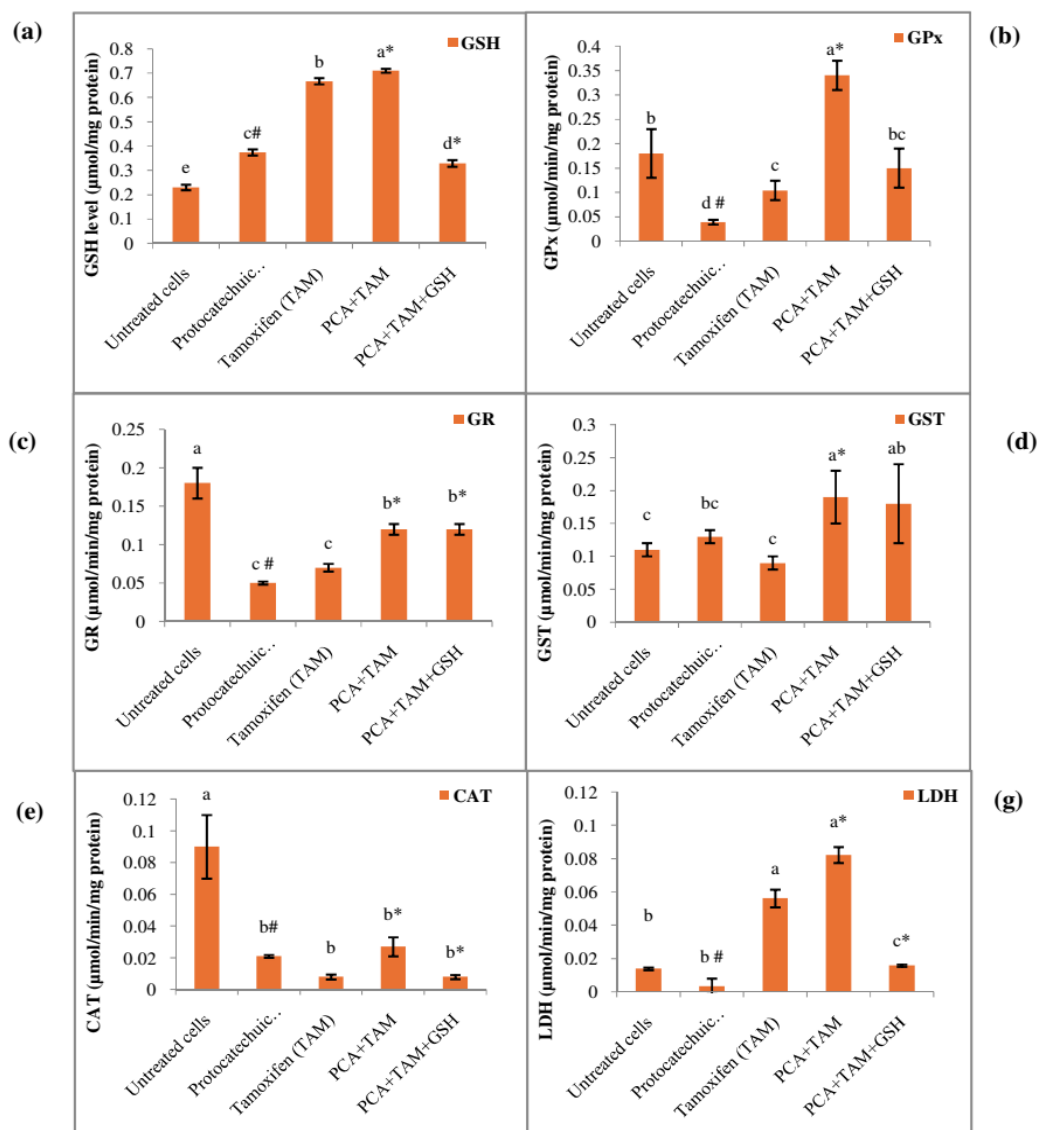 (a)
GSH
GSH level (µmol/mg protein)
0.8
0.7
0.6
0.5
0.4
0.3
0.2
0.1
0
e
c#
b
a*
d*
Untreated cells
Protocatechuic..
Tamoxifen (TAM)
PCA+TAM
PCA+TAM+GSH
(b)
GPx
GPx (µmol/min/mg protein)
0.4
0.35
0.3
0.25
0.2
0.15
0.1
0.05
0
b
d #
c
a*
bc
Untreated cells
Protocatechuic..
Tamoxifen (TAM)
PCA+TAM
PCA+TAM+GSH
(c)
GR
GR (µmol/min/mg protein)
0.25
0.2
0.15
0.1
0.05
0
a
c #
c
b*
b*
Untreated cells
Protocatechuic..
Tamoxifen (TAM)
PCA+TAM
PCA+TAM+GSH
(d)
GST
GST (µmol/min/mg protein)
0.3
0.25
0.2
0.15
0.1
0.05
0
c
bc
c
a*
ab
Untreated cells
Protocatechuic..
Tamoxifen (TAM)
PCA+TAM
PCA+TAM+GSH
(e)
CAT
CAT (µmol/min/mg protein)
0.12
0.1
0.08
0.06
0.04
0.02
0
a
b#
b
b*
b*
Untreated cells
Protocatechuic..
Tamoxifen (TAM)
PCA+TAM
PCA+TAM+GSH
(g)
LDH
LDH (µmol/min/mg protein)
0.12
0.1
0.08
0.06
0.04
0.02
0
b
b #
a
a*
c*
Untreated cells
Protocatechuic..
Tamoxifen (TAM)
PCA+TAM
PCA+TAM+GSH